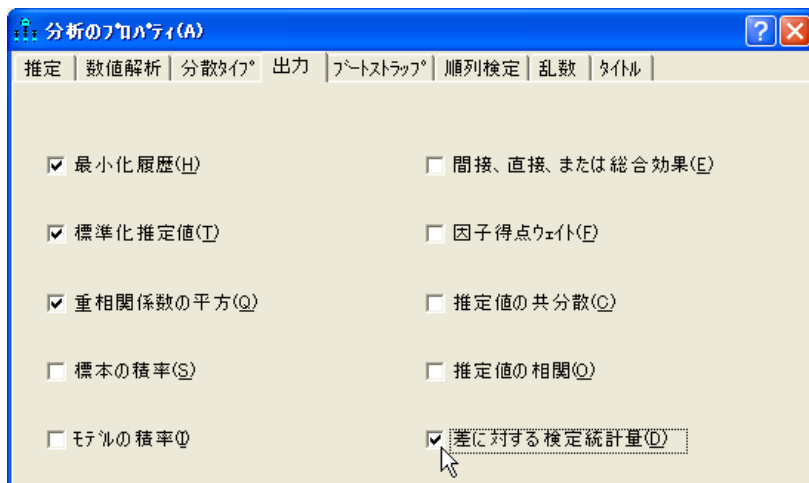 分析のプロパティ(A)
推定 数値解析 分散タイプ 出力 ブートストラップ 順列検定 乱数 タイトル
最小化履歴(H) 間接、直接、または総合効果(E)
標準化推定値(T) 因子得点ウェイト(F)
重相関係数の平方(Q) 推定値の共分散(C)
標本の積率(S) 推定値の相関(O)
モデルの積率(I) 差に対する検定統計量(D)